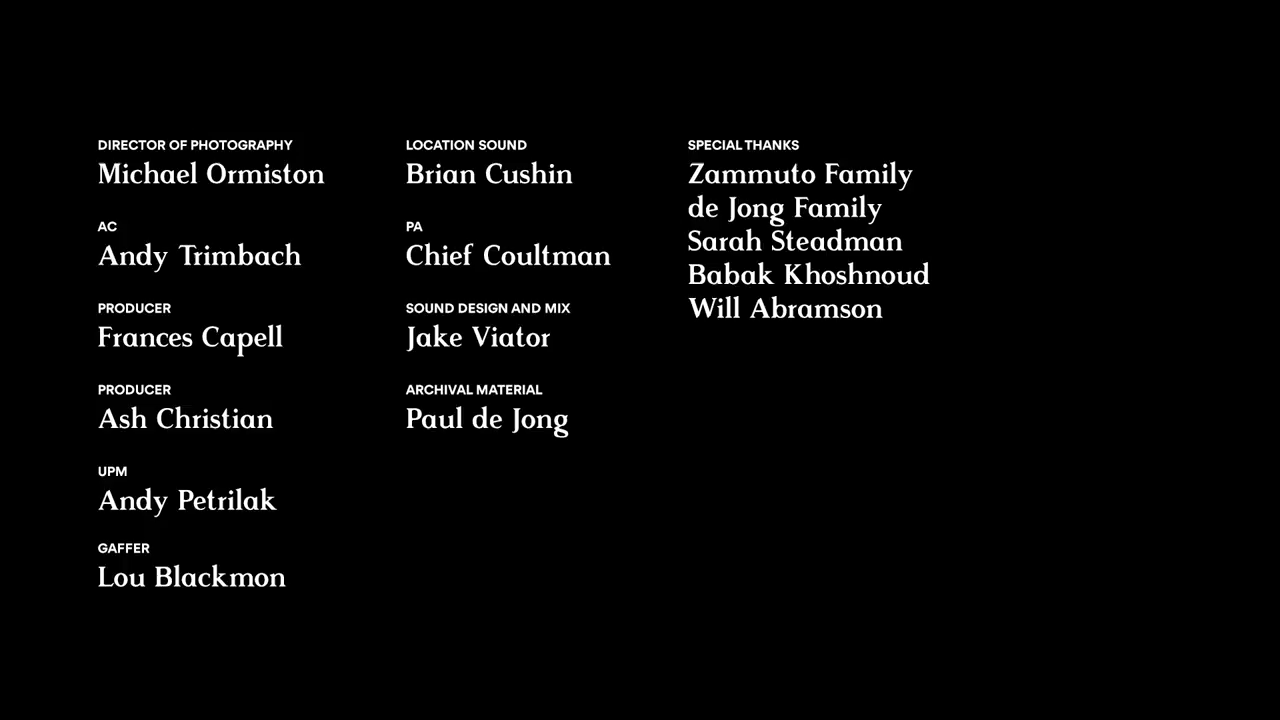 DIRECTOR OF PHOTOGRAPHY
Michael Ormiston
AC
Andy Trimbach
PRODUCER
Frances Capell
PRODUCER
Ash Christian
UPM
Andy Petrilak
GAFFER
Lou Blackmon
LOCATION SOUND
Brian Cushin
PA
Chief Coultman
SOUND DESIGN AND MIX
Jake Viator
ARCHIVAL MATERIAL
Paul de Jong
SPECIAL THANKS
Zammuto Family
de Jong Family
Sarah Steadman
Babak Khoshnoud
Will Abramson